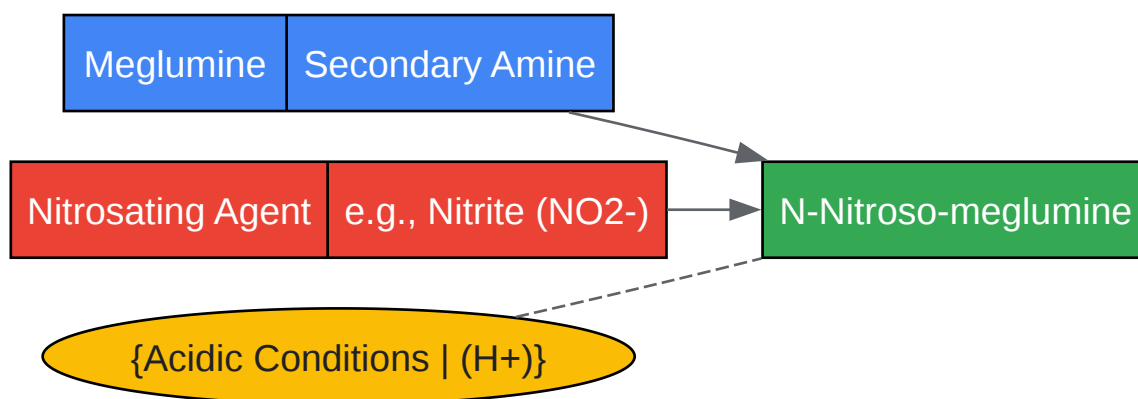 Meglumine
Secondary Amine
Nitrosating Agent
e.g., Nitrite (NO2-)
N-Nitroso-meglumine
{Acidic Conditions | (H+)}